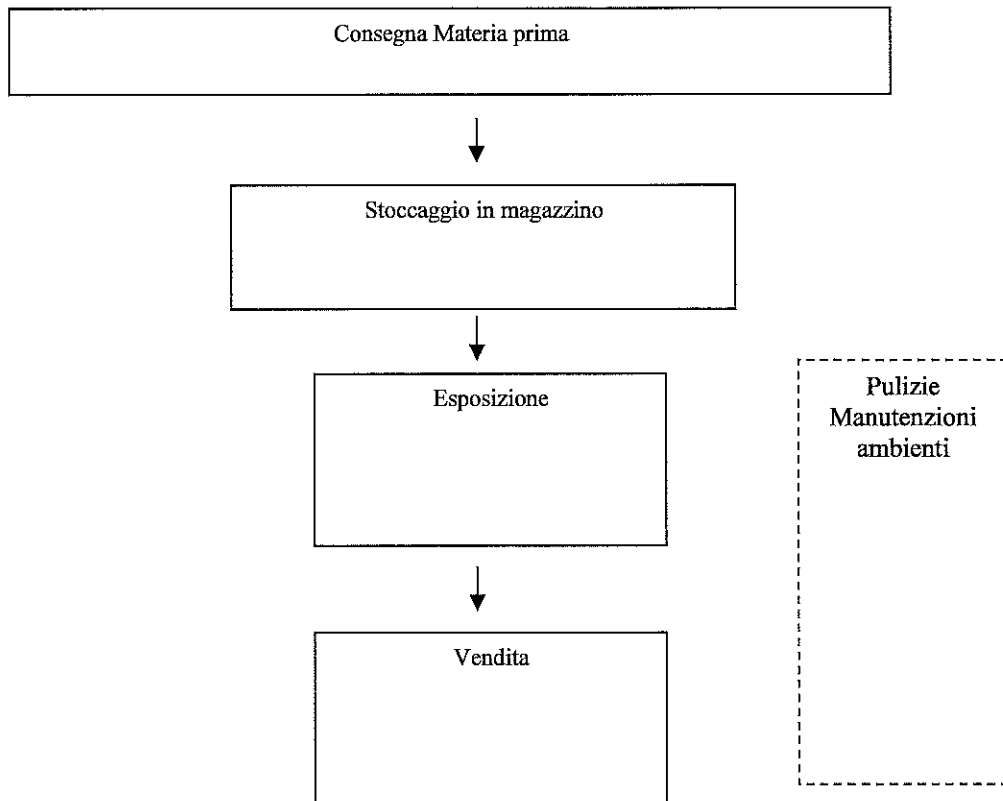 Consegna Materia prima
Stoccaggio in magazzino
Esposizione
Pulizie
Manutenzioni
ambienti
Vendita